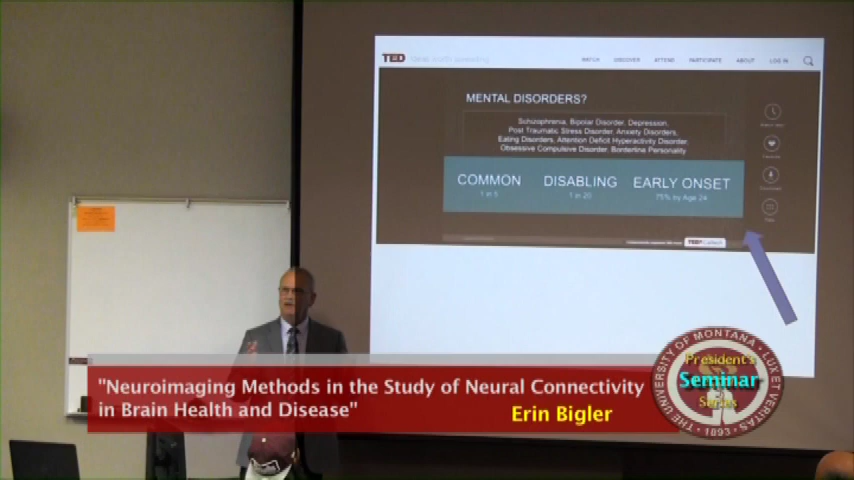 TED Ideas worth spreading
WATCH DISCOVER ATTEND PARTICIPATE ABOUT LOG IN
MENTAL DISORDERS?
Schizophrenia, Bipolar Disorder, Depression,
Post Traumatic Stress Disorder, Anxiety Disorders,
Eating Disorders, Attention Deficit Hyperactivity Disorder,
Obsessive Compulsive Disorder, Borderline Personality
COMMON DISABLING EARLY ONSET
1 in 5 1 in 20 75% by Age 24
"Neuroimaging Methods in the Study of Neural Connectivity
in Brain Health and Disease"
Erin Bigler
THE UNIVERSITY OF MONTANA
LUX ET VERITAS
1893
President's
Seminar
Series